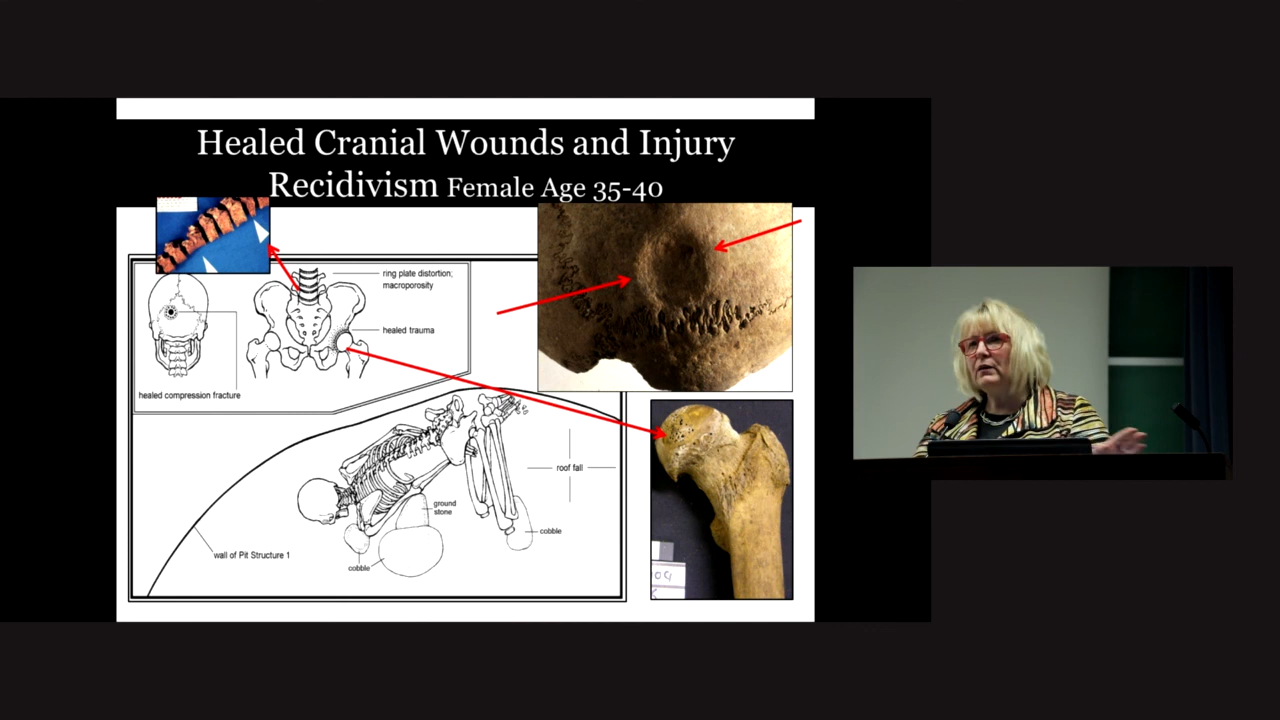 Healed Cranial Wounds and Injury
Recidivism Female Age 35-40
ring plate distortion;
macroporosity
healed trauma
healed compression fracture
roof fall
ground
stone
cobble
wall of Pit Structure 1
cobble